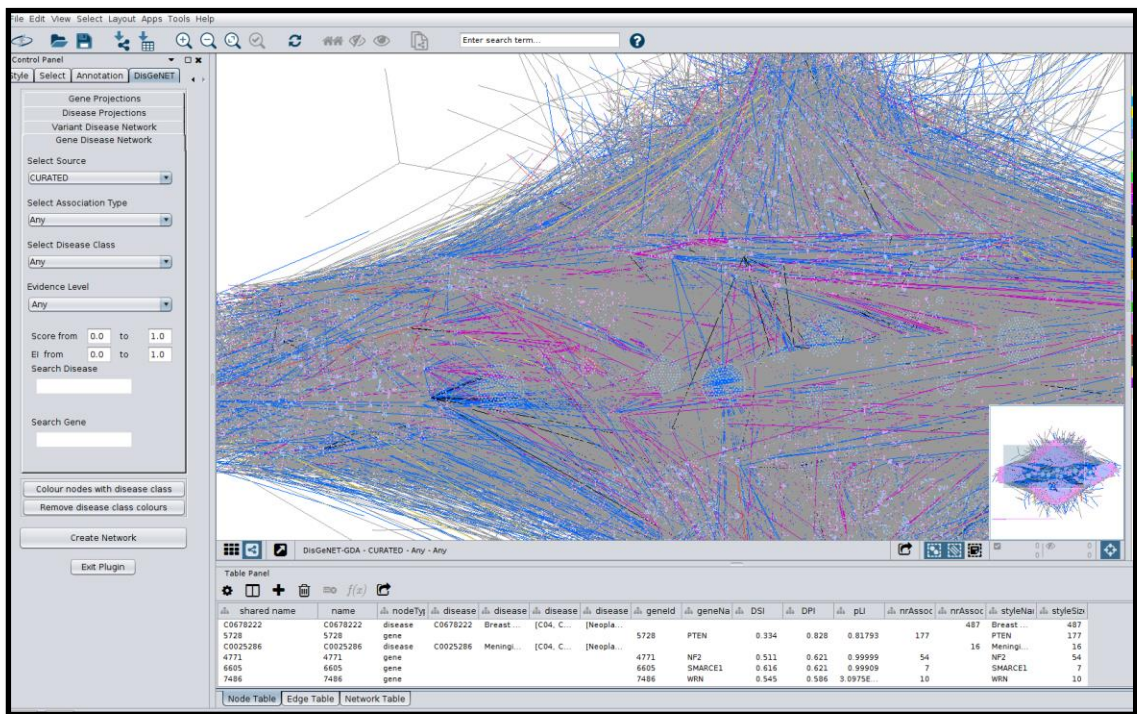 File Edit View Select Layout Apps Tools Help
Enter search term...
Control Panel
Style Select Annotation DisGeNET
Gene Projections
Disease Projections
Variant Disease Network
Gene Disease Network
Select Source
CURATED
Select Association Type
Any
Select Disease Class
Any
Evidence Level
Any
Score from 0.0 to 1.0
EI from 0.0 to 1.0
Search Disease
Search Gene
Colour nodes with disease class
Remove disease class colours
Create Network
Exit Plugin
DisGeNET-GDA - CURATED - Any - Any
0 0
0 0
Table Panel
f(x)
shared name name nodeTy disease disease disease disease geneId geneNa DSI DPI pLI nrAssoc nrAssoc styleNa styleSiz
C0678222 C0678222 disease C0678222 Breast ... [C04, C... [Neopla... 487 Breast ... 487
5728 5728 gene 5728 PTEN 0.334 0.828 0.81793 177 PTEN 177
C0025286 C0025286 disease C0025286 Meningi... [C04, C... [Neopla... 16 Meningi... 16
4771 4771 gene 4771 NF2 0.511 0.621 0.99999 54 NF2 54
6605 6605 gene 6605 SMARCE1 0.616 0.621 0.99909 7 SMARCE1 7
7486 7486 gene 7486 WRN 0.545 0.586 3.0975E... 10 WRN 10
Node Table Edge Table Network Table